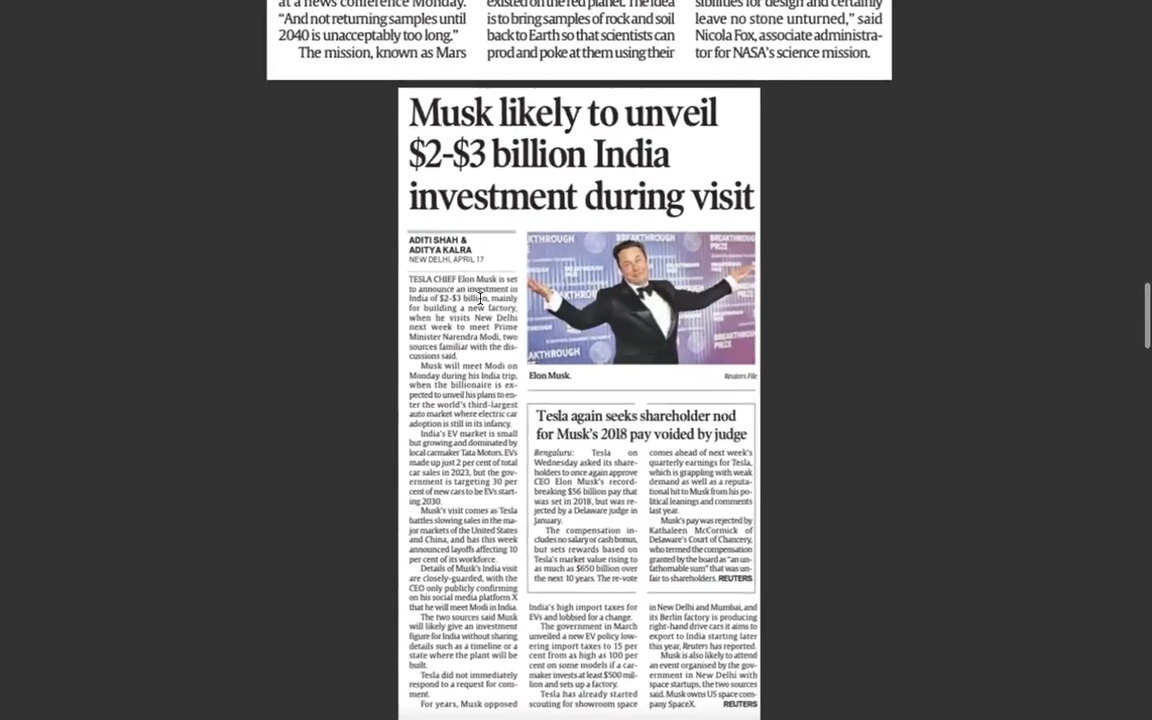 at a news conference Monday.
“And not returning samples until
2040 is unacceptably too long.”
The mission, known as Mars
existed on the red planet. The idea
is to bring samples of rock and soil
back to Earth so that scientists can
prod and poke at them using their
sibilities for design and certainly
leave no stone unturned,” said
Nicola Fox, associate administra-
tor for NASA's science mission.
Musk likely to unveil
$2-$3 billion India
investment during visit
ADITI SHAH &
ADITYA KALRA
NEW DELHI, APRIL 17
TESLA CHIEF Elon Musk is set
to announce an investment in
India of $2-$3 billion, mainly
for building a new factory,
when he visits New Delhi
next week to meet Prime
Minister Narendra Modi, two
sources familiar with the dis-
cussions said.
Musk will meet Modi on
Monday during his India trip,
when the billionaire is ex-
pected to unveil his plans to en-
ter the world's third-largest
auto market where electric car
adoption is still in its infancy.
India's EV market is small
but growing and dominated by
local carmaker Tata Motors. EVs
made up just 2 per cent of total
car sales in 2023, but the gov-
ernment is targeting 30 per
cent of new cars to be EVs start-
ing 2030.
Musk's visit comes as Tesla
battles slowing sales in the ma-
jor markets of the United States
and China, and has this week
announced layoffs affecting 10
per cent of its workforce.
Details of Musk's India visit
are closely-guarded, with the
CEO only publicly confirming
on his social media platform X
that he will meet Modi in India.
The two sources said Musk
will likely give an investment
figure for India without sharing
details such as a timeline or a
state where the plant will be
built.
Tesla did not immediately
respond to a request for com-
ment.
For years, Musk opposed
KTHROUGH
BREAKTHROUGH
PRIZE
BREAKTHROUGH
PRIZE
BREAKTHROUGH
PRIZE
AKTHROUGH
Elon Musk. Reuters File
Tesla again seeks shareholder nod
for Musk's 2018 pay voided by judge
Bengaluru: Tesla on
Wednesday asked its share-
holders to once again approve
CEO Elon Musk's record-
breaking $56 billion pay that
was set in 2018, but was re-
jected by a Delaware judge in
January.
The compensation in-
cludes no salary or cash bonus,
but sets rewards based on
Tesla's market value rising to
as much as $650 billion over
the next 10 years. The re-vote
comes ahead of next week's
quarterly earnings for Tesla,
which is grappling with weak
demand as well as a reputa-
tional hit to Musk from his po-
litical leanings and comments
last year.
Musk's pay was rejected by
Kathaleen McCormick of
Delaware's Court of Chancery,
who termed the compensation
granted by the board as “an un-
fathomable sum” that was un-
fair to shareholders. REUTERS
India's high import taxes for
EVs and lobbied for a change.
The government in March
unveiled a new EV policy low-
ering import taxes to 15 per
cent from as high as 100 per
cent on some models if a car-
maker invests at least $500 mil-
lion and sets up a factory.
Tesla has already started
scouting for showroom space
in New Delhi and Mumbai, and
its Berlin factory is producing
right-hand drive cars it aims to
export to India starting later
this year, Reuters has reported.
Musk is also likely to attend
an event organised by the gov-
ernment in New Delhi with
space startups, the two sources
said. Musk owns US space com-
pany SpaceX. REUTERS